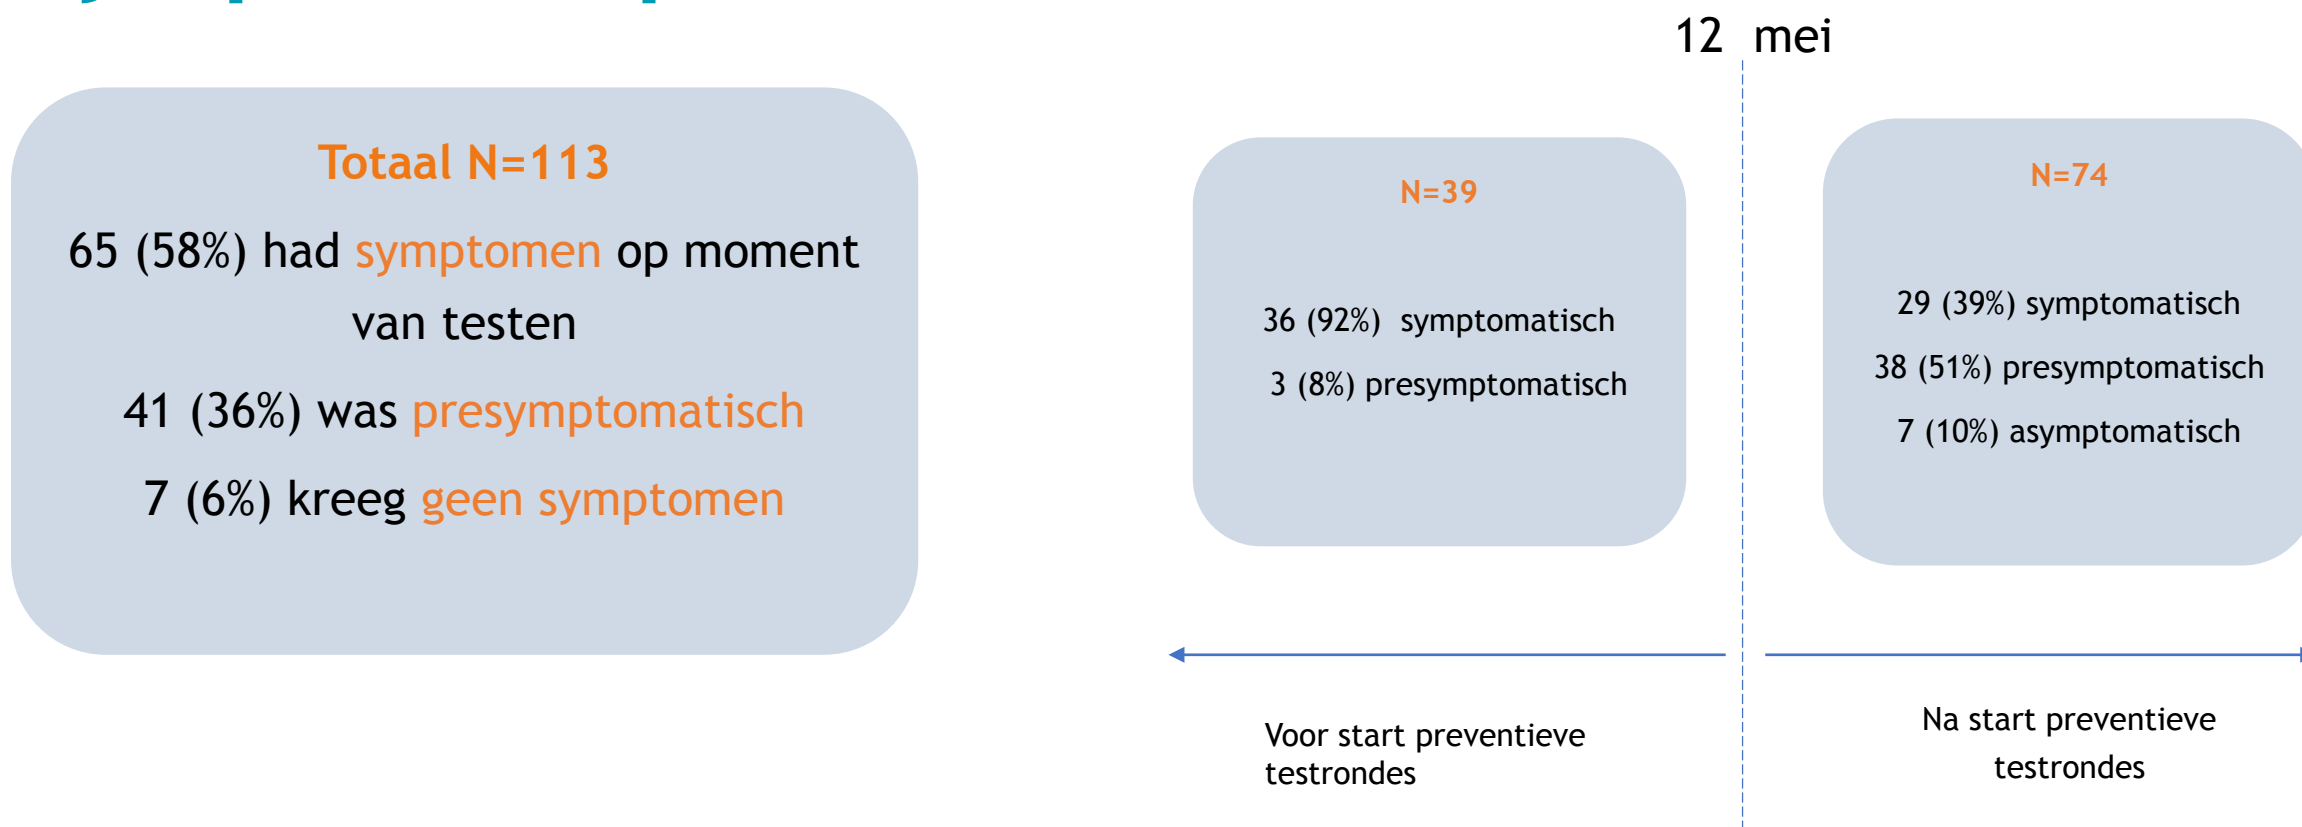 12 mei
Totaal N=113
65 (58%) had symptomen op moment
van testen
41 (36%) was presymptomatisch
7 (6%) kreeg geen symptomen
N=39
36 (92%) symptomatisch
3 (8%) presymptomatisch
N=74
29 (39%) symptomatisch
38 (51%) presymptomatisch
7 (10%) asymptomatisch
Voor start preventieve
testrondes
Na start preventieve
testrondes